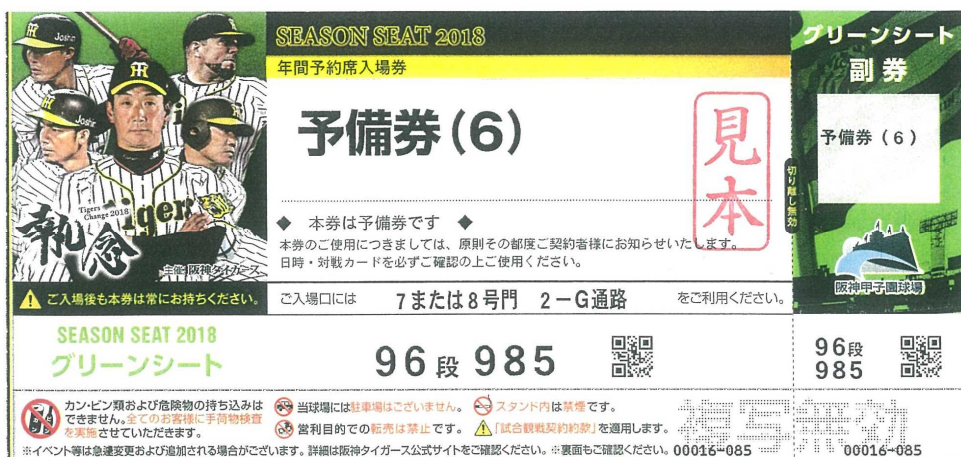 SEASON SEAT 2018
年間予約席入場券
予備券(6)
見本
◆ 本券は予備券です ◆
本券のご使用につきましては、原則その都度ご契約者様にお知らせいたします。
日時・対戦カードを必ずご確認の上ご使用ください。
Tigers
Change 2018
執念
主催:阪神タイガース
⚠ ご入場後も本券は常にお持ちください。
ご入場口には 7または8号門 2-G通路 をご利用ください。
SEASON SEAT 2018
グリーンシート
96段 985
カン・ビン類および危険物の持ち込みは
できません。全てのお客様に手荷物検査
を実施させていただきます。
当球場には駐車場はございません。
スタンド内は禁煙です。
営利目的での転売は禁止です。
「試合観戦契約約款」を適用します。
※イベント等は急遽変更および追加される場合がございます。詳細は阪神タイガース公式サイトをご確認ください。※裏面もご確認ください。
複写無効
00016-085
切り離し無効
グリーンシート
副券
予備券(6)
阪神甲子園球場
96段
985
00016-085